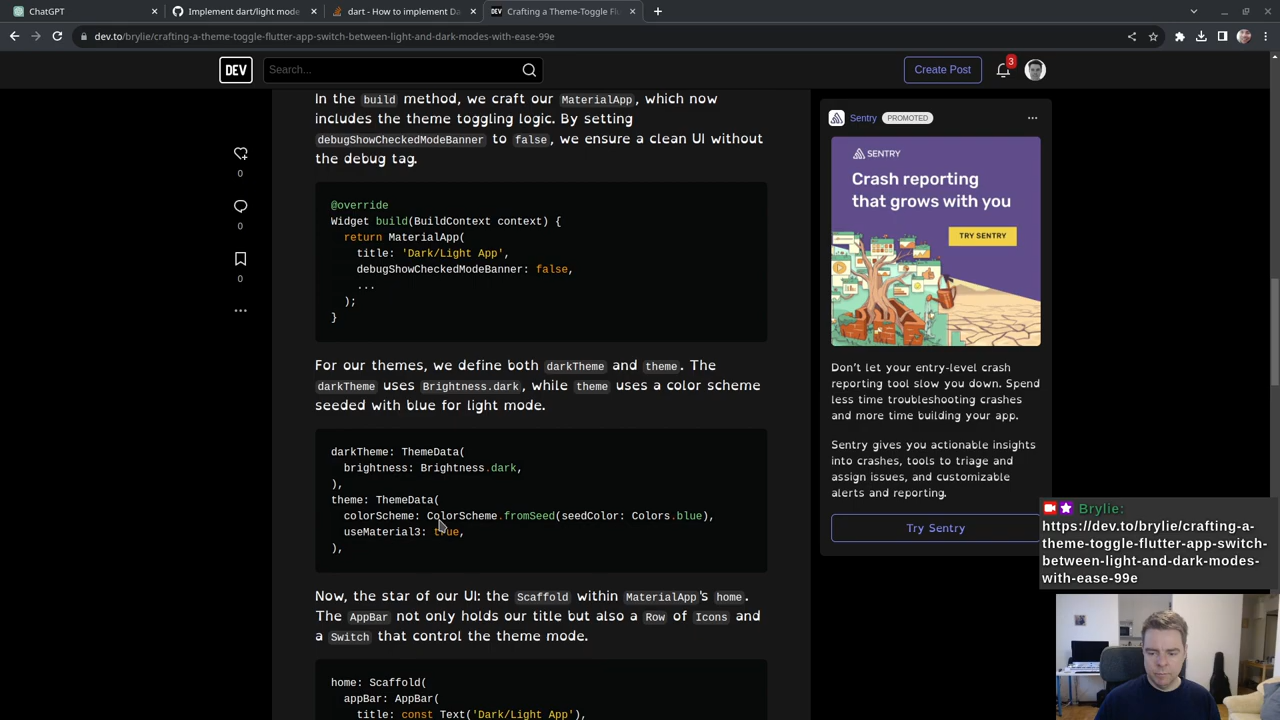 ChatGPT
Implement dart/light mode
dart - How to implement Da
Crafting a Theme-Toggle Flu
dev.to/brylie/crafting-a-theme-toggle-flutter-app-switch-between-light-and-dark-modes-with-ease-99e
DEV
Search...
Create Post
3
In the build method, we craft our MaterialApp, which now
includes the theme toggling logic. By setting
debugShowCheckedModeBanner to false, we ensure a clean UI without
the debug tag.
0
0
0
@override
Widget build(BuildContext context) {
return MaterialApp(
title: 'Dark/Light App',
debugShowCheckedModeBanner: false,
...
);
}
For our themes, we define both darkTheme and theme. The
darkTheme uses Brightness.dark, while theme uses a color scheme
seeded with blue for light mode.
darkTheme: ThemeData(
brightness: Brightness.dark,
),
theme: ThemeData(
colorScheme: ColorScheme.fromSeed(seedColor: Colors.blue),
useMaterial3: true,
),
Now, the star of our UI: the Scaffold within MaterialApp's home.
The AppBar not only holds our title but also a Row of Icons and
a Switch that control the theme mode.
home: Scaffold(
appBar: AppBar(
title: const Text('Dark/Light App'),
Sentry PROMOTED
SENTRY
Crash reporting
that grows with you
TRY SENTRY
Don't let your entry-level crash
reporting tool slow you down. Spend
less time troubleshooting crashes
and more time building your app.
Sentry gives you actionable insights
into crashes, tools to triage and
assign issues, and customizable
alerts and reporting.
Try Sentry
Brylie:
https://dev.to/brylie/crafting-a-
theme-toggle-flutter-app-switch-
between-light-and-dark-modes-
with-ease-99e